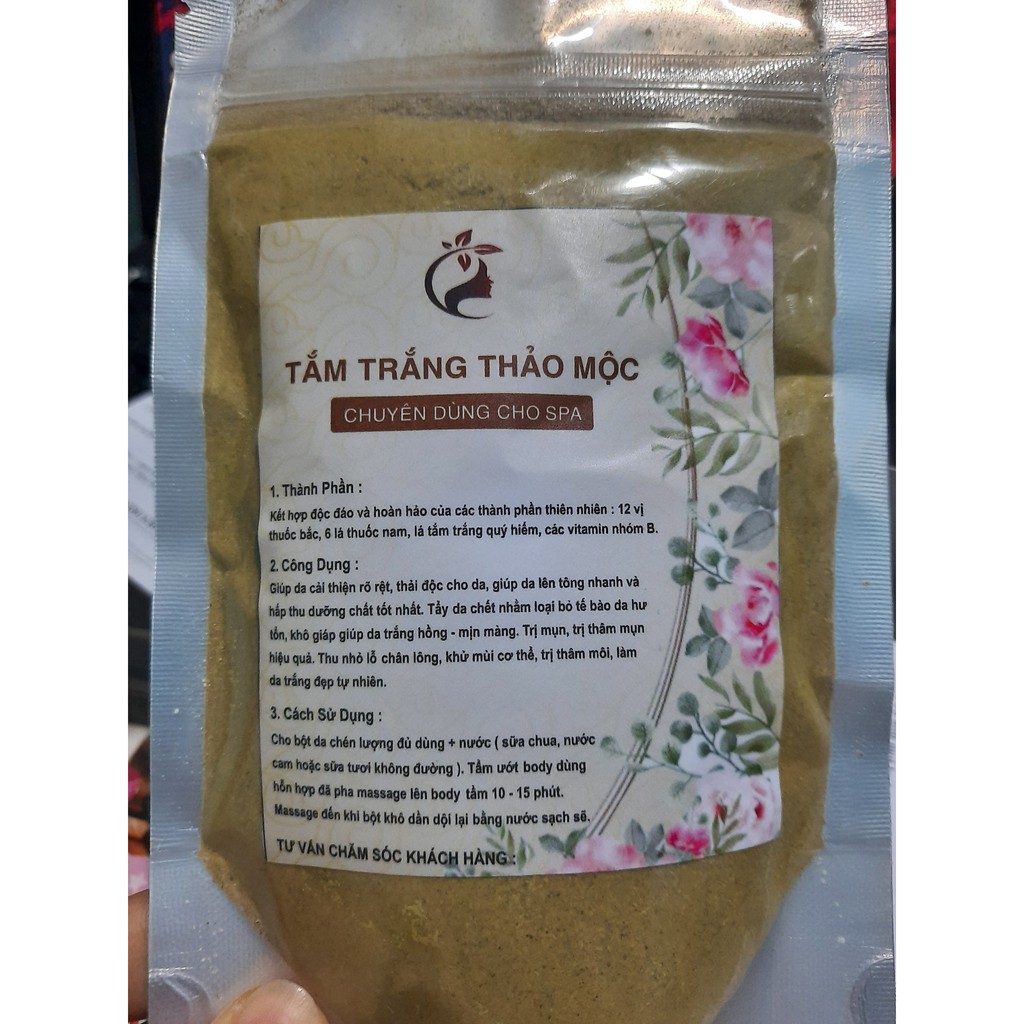 TẮM TRẮNG THẢO MỘC
CHUYÊN DÙNG CHO SPA
1. Thành Phần :
Kết hợp độc đáo và hoàn hảo của các thành phần thiên nhiên : 12 vị
thuốc bắc, 6 lá thuốc nam, lá tắm trắng quý hiếm, các vitamin nhóm B.
2. Công Dụng :
Giúp da cải thiện rõ rệt, thải độc cho da, giúp da lên tông nhanh và
hấp thu dưỡng chất tốt nhất. Tẩy da chết nhằm loại bỏ tế bào da hư
tổn, khô giáp giúp da trắng hồng - mịn màng. Trị mụn, trị thâm mụn
hiệu quả. Thu nhỏ lỗ chân lông, khử mùi cơ thể, trị thâm môi, làm
da trắng đẹp tự nhiên.
3. Cách Sử Dụng :
Cho bột da chén lượng đủ dùng + nước ( sữa chua, nước
cam hoặc sữa tươi không đường ). Tẩm ướt body dùng
hỗn hợp đã pha massage lên body tầm 10 - 15 phút.
Massage đến khi bột khô dần dội lại bằng nước sạch sẽ.
TƯ VẤN CHĂM SÓC KHÁCH HÀNG :